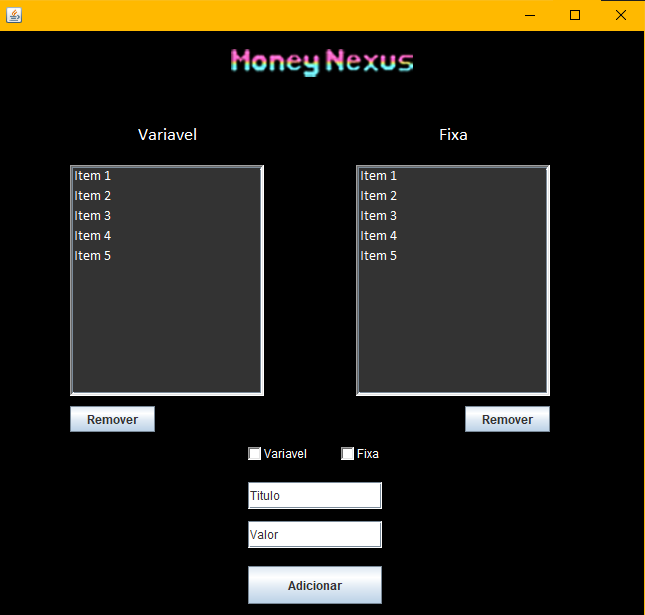 Money Nexus
Variavel
Fixa
Item 1
Item 2
Item 3
Item 4
Item 5
Item 1
Item 2
Item 3
Item 4
Item 5
Remover
Remover
Variavel
Fixa
Titulo
Valor
Adicionar